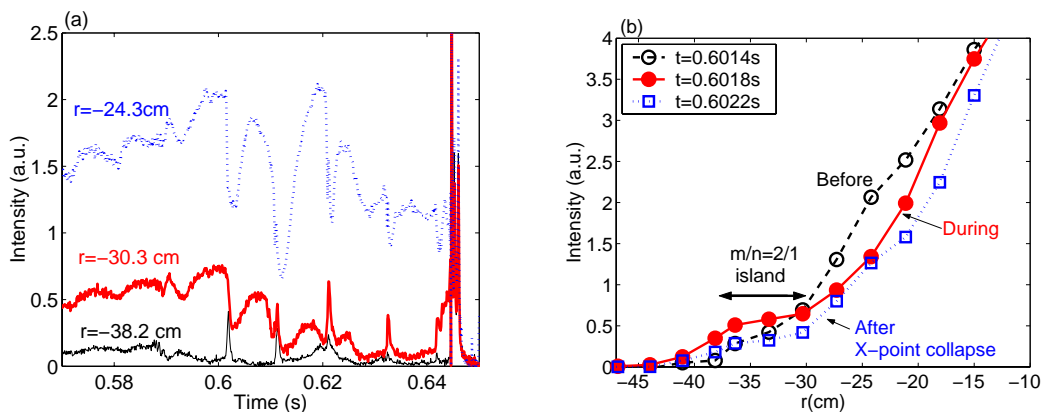 (a)
2.5
2
1.5
1
0.5
0
Intensity (a.u.)
r=−24.3cm
r=−30.3 cm
r=−38.2 cm
0.58
0.6
0.62
0.64
Time (s)
(b)
4
3.5
3
2.5
2
1.5
1
0.5
0
Intensity (a.u.)
t=0.6014s
t=0.6018s
t=0.6022s
Before
During
m/n=2/1
island
After
X−point collapse
−45
−40
−35
−30
−25
−20
−15
−10
r(cm)